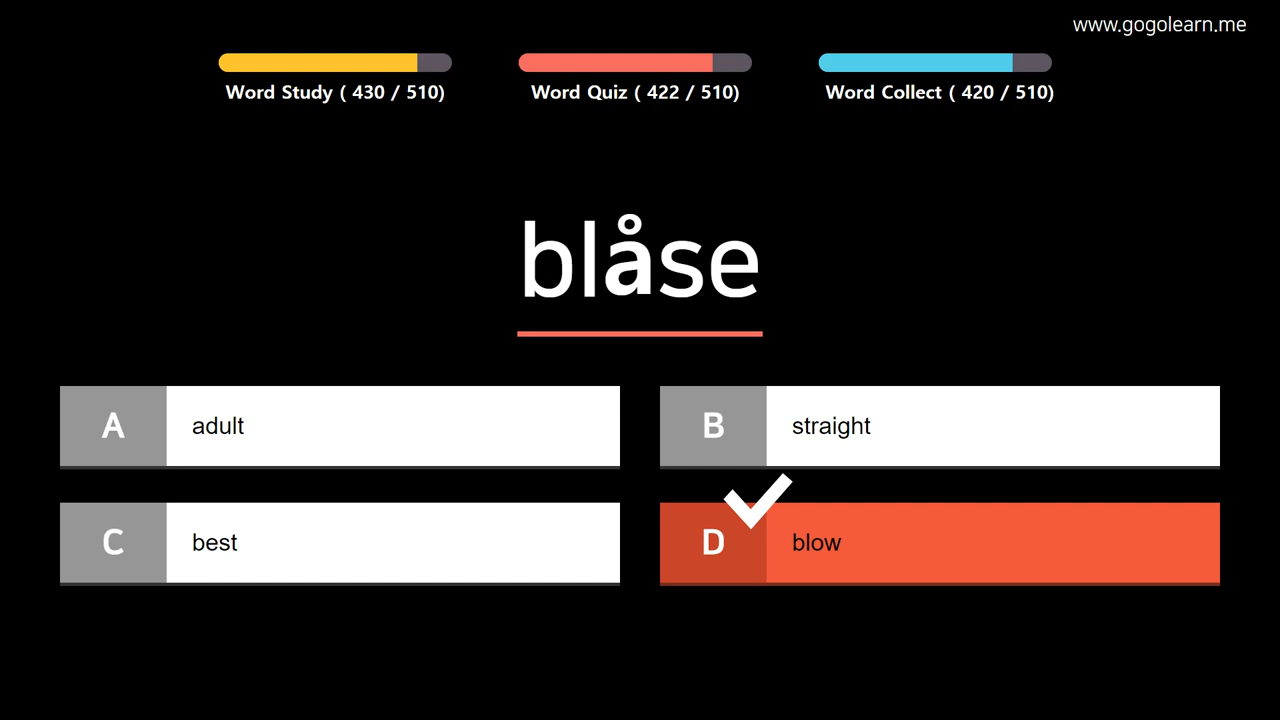 www.gogolearn.me
Word Study ( 430 / 510)
Word Quiz ( 422 / 510)
Word Collect ( 420 / 510)
blåse
A adult
B straight
C best
D blow